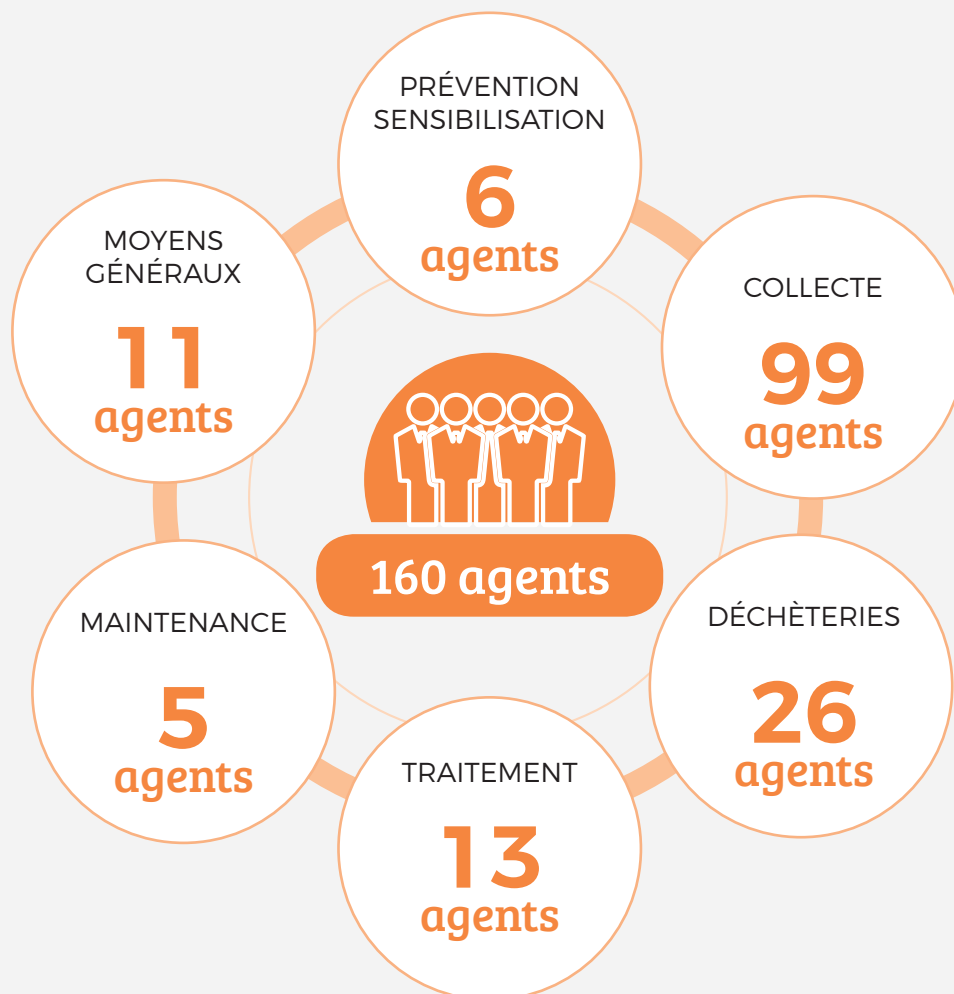 PRÉVENTION
SENSIBILISATION
6
agents
COLLECTE
99
agents
DÉCHÈTERIES
26
agents
TRAITEMENT
13
agents
MAINTENANCE
5
agents
MOYENS
GÉNÉRAUX
11
agents
160 agents